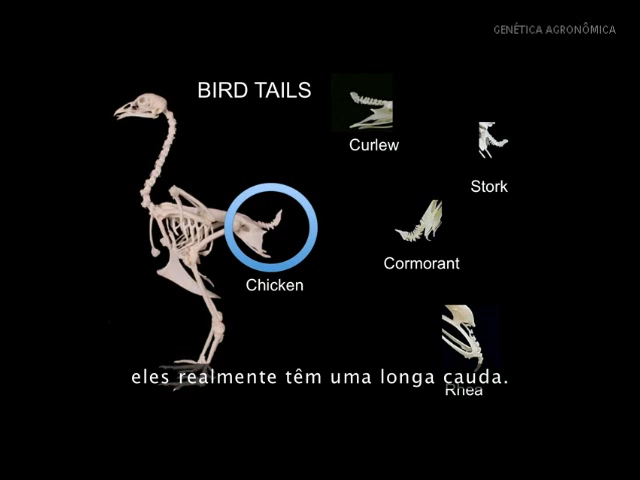 GENÉTICA AGRONÔMICA
BIRD TAILS
Curlew
Stork
Cormorant
Chicken
eles realmente têm uma longa cauda.
Rhea